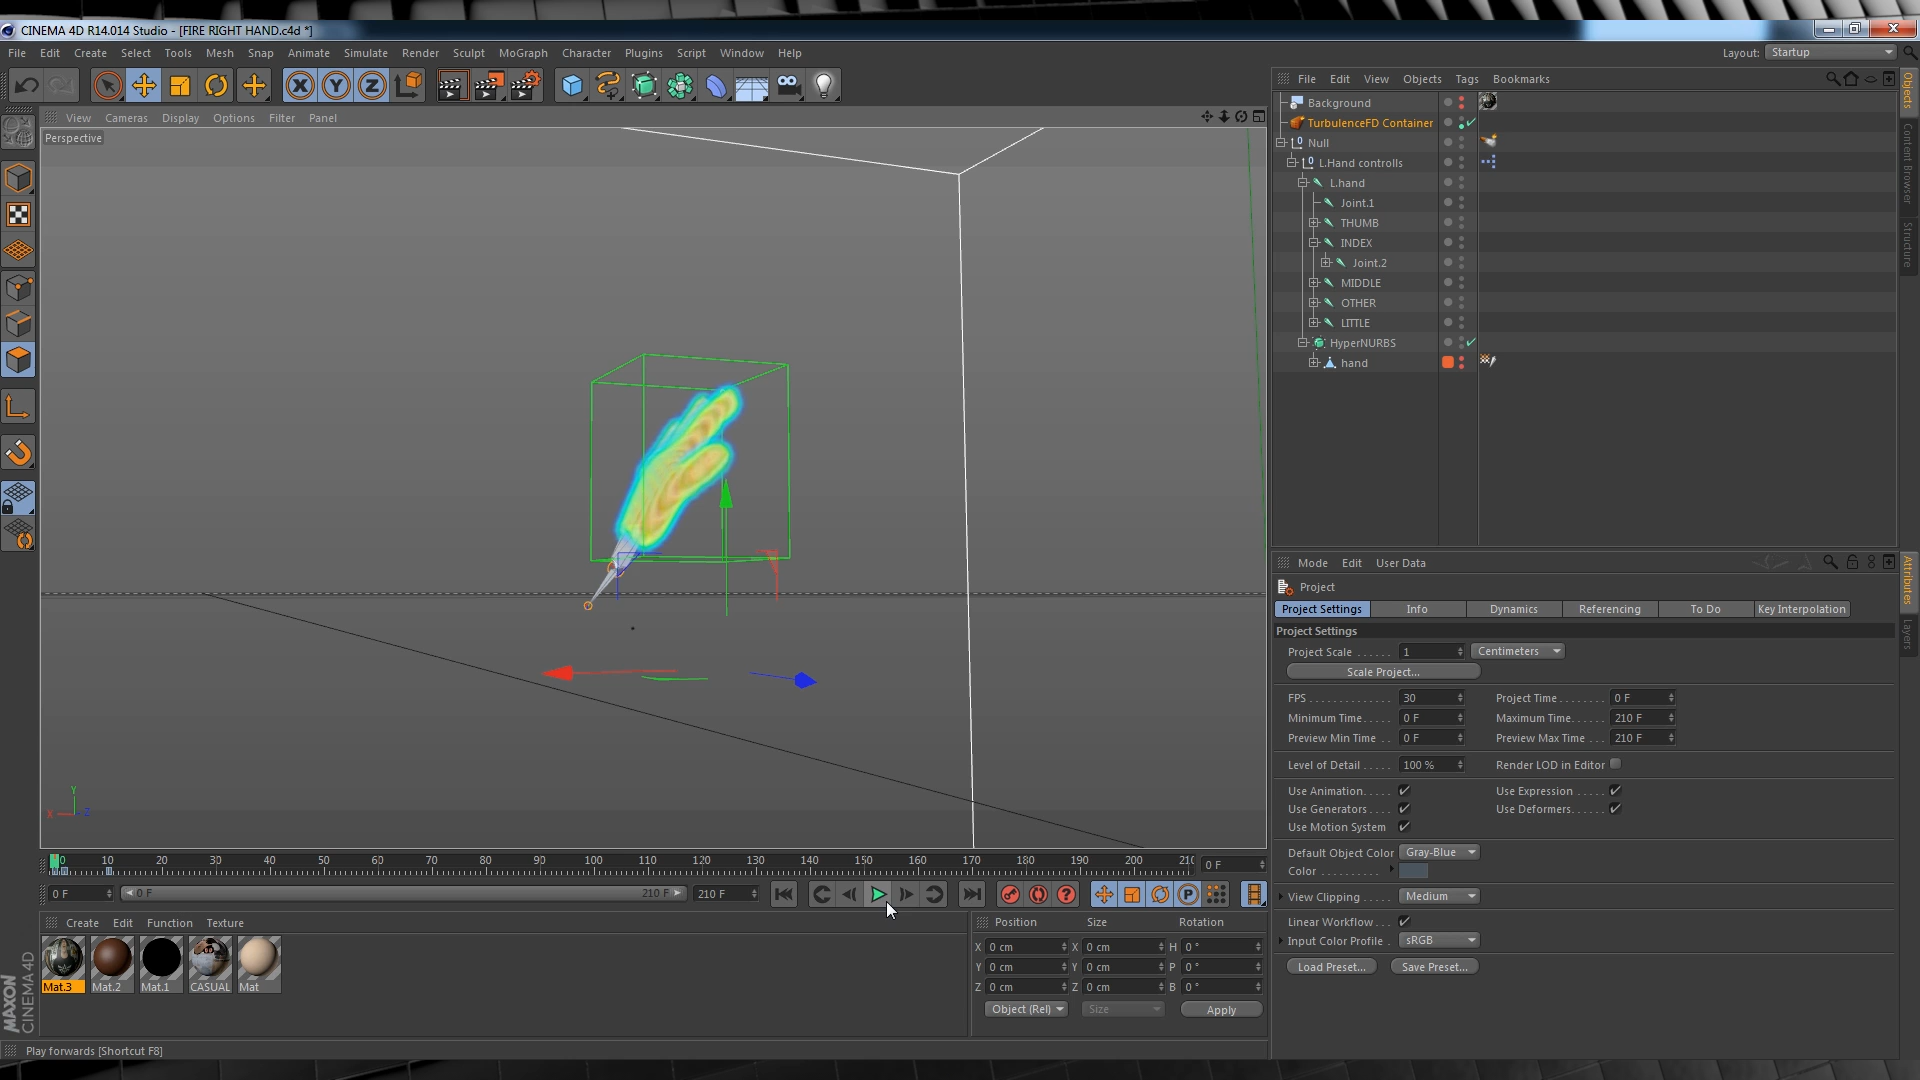 CINEMA 4D R14.014 Studio - [FIRE RIGHT HAND.c4d *]
File Edit Create Select Tools Mesh Snap Animate Simulate Render Sculpt MoGraph Character Plugins Script Window Help
Layout: Startup
X Y Z
View Cameras Display Options Filter Panel
Perspective
File Edit View Objects Tags Bookmarks
Background
TurbulenceFD Container
Null
L.Hand controlls
L.hand
Joint.1
THUMB
INDEX
Joint.2
MIDDLE
OTHER
LITTLE
HyperNURBS
hand
Objects
Content Browser
Structure
Y
X Z
Mode Edit User Data
Project
Project Settings Info Dynamics Referencing To Do Key Interpolation
Project Settings
Project Scale ...... 1 Centimeters
Scale Project...
FPS .............. 30 Project Time ........ 0 F
Minimum Time..... 0 F Maximum Time...... 210 F
Preview Min Time .. 0 F Preview Max Time ... 210 F
Level of Detail ..... 100 % Render LOD in Editor
Use Animation..... Use Expression .....
Use Generators.... Use Deformers......
Use Motion System
Default Object Color Gray-Blue
Color ..........
View Clipping..... Medium
Linear Workflow...
Input Color Profile . sRGB
Load Preset... Save Preset...
Attributes
Layers
0 10 20 30 40 50 60 70 80 90 100 110 120 130 140 150 160 170 180 190 200 210 0 F
0 F 0 F 210 F 210 F
P
Create Edit Function Texture
Mat.3 Mat.2 Mat.1 CASUAL Mat
Position Size Rotation
X 0 cm X 0 cm H 0 °
Y 0 cm Y 0 cm P 0 °
Z 0 cm Z 0 cm B 0 °
Object (Rel) Size Apply
MAXON
CINEMA 4D
Play forwards [Shortcut F8]